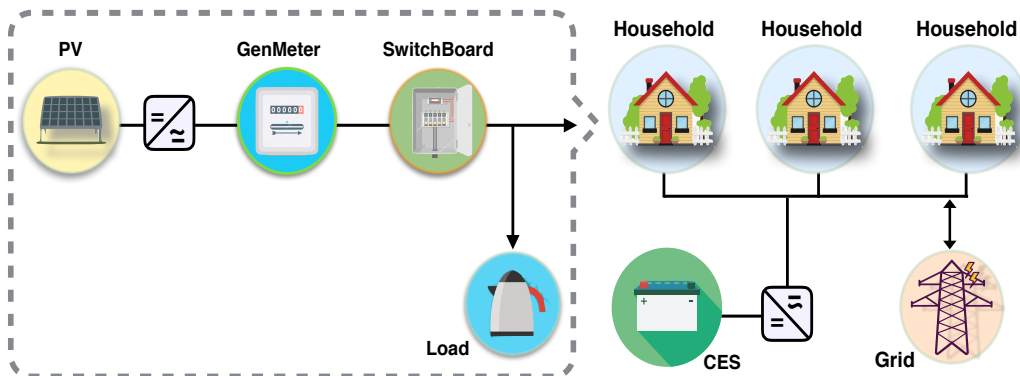 PV
GenMeter
SwitchBoard
Load
Household
Household
Household
CES
Grid